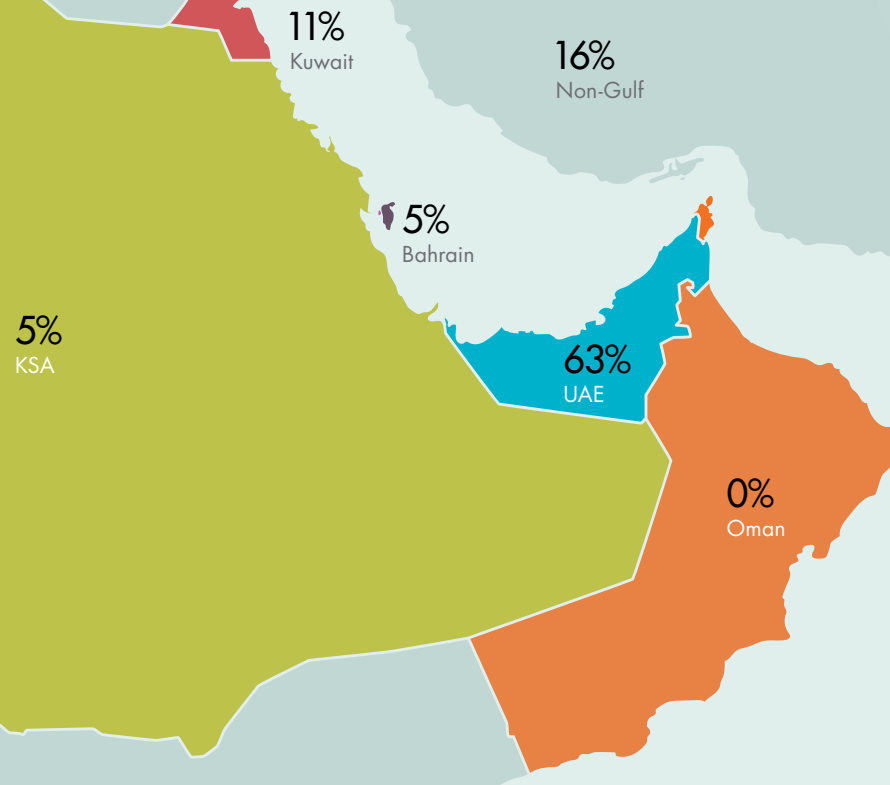 11%
Kuwait
16%
Non-Gulf
5%
Bahrain
5%
KSA
63%
UAE
0%
Oman